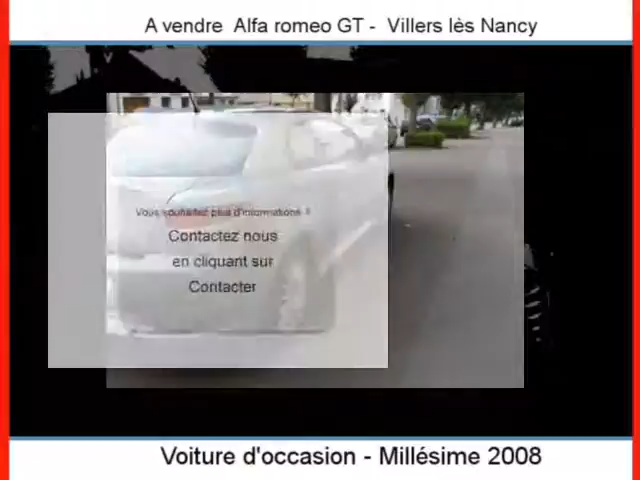 A vendre Alfa romeo GT - Villers lès Nancy
Vous souhaitez plus d'informations ?
Contactez nous
en cliquant sur
Contacter
Voiture d'occasion - Millésime 2008